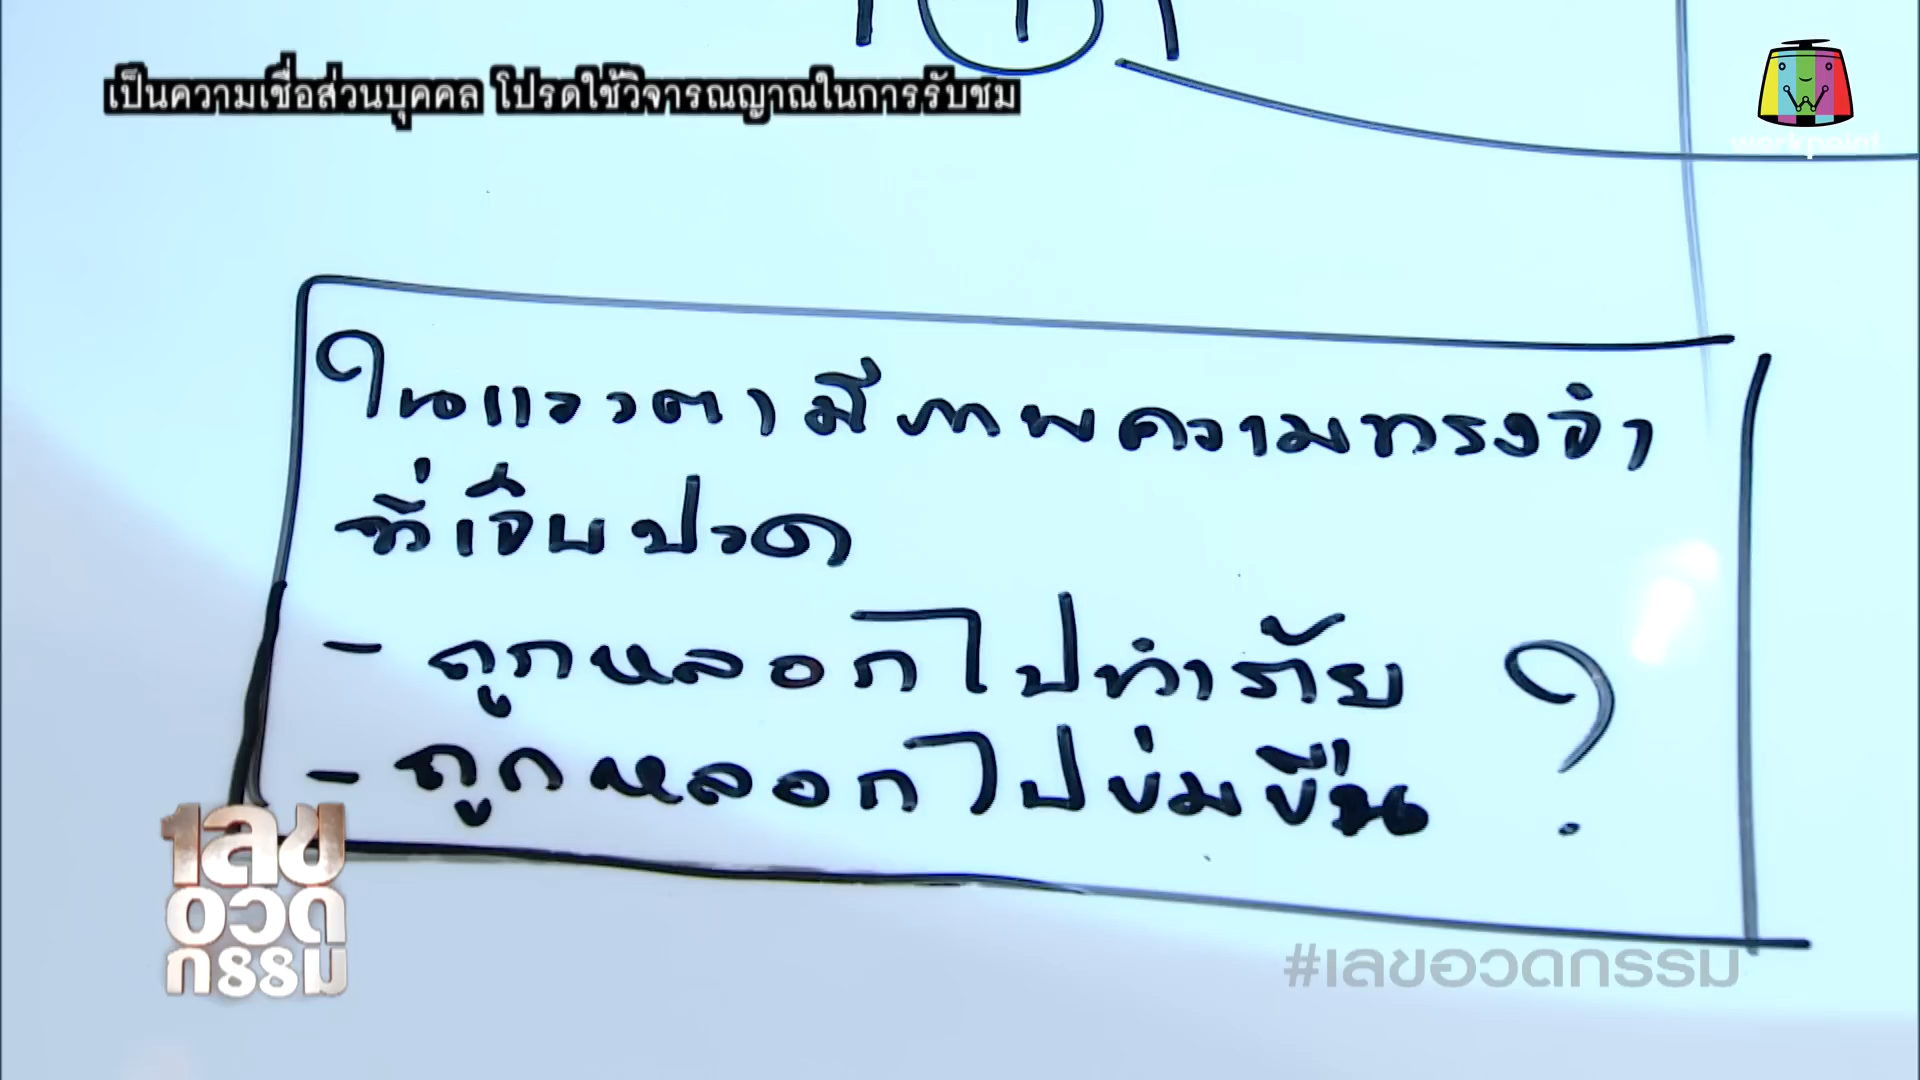 เป็นความเชื่อส่วนบุคคล โปรดใช้วิจารณญาณในการรับชม
workpoint
ในแววตามีภาพความทรงจำ
ที่เจ็บปวด
- ถูกหลอกไปทำร้าย ?
- ถูกหลอกไปข่มขืน
เลข
อวด
กรรม
#เลขอวดกรรม